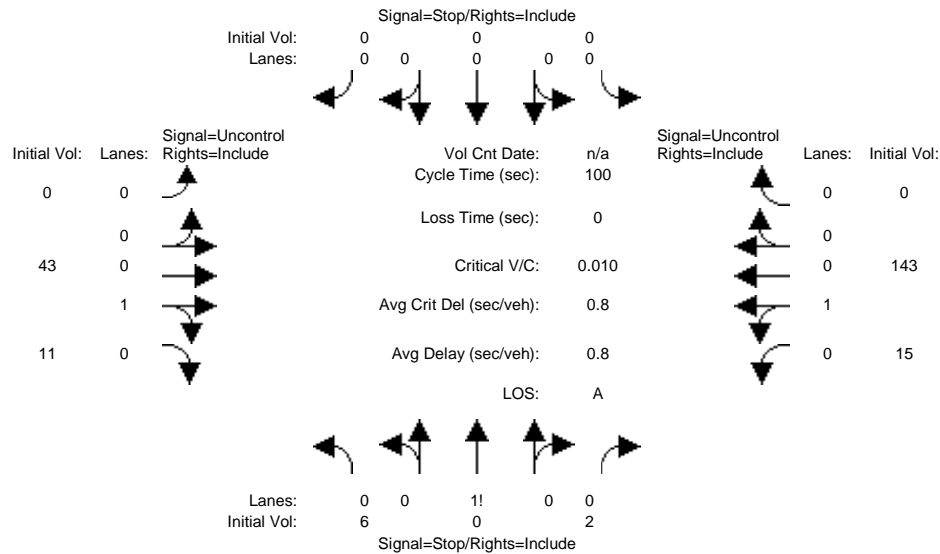 Signal=Stop/Rights=Include
Initial Vol: 0 0 0
Lanes: 0 0 0 0 0
Signal=Uncontrol Signal=Uncontrol
Initial Vol: Lanes: Rights=Include Vol Cnt Date: n/a Rights=Include Lanes: Initial Vol:
Cycle Time (sec): 100
0 0 0 0
Loss Time (sec): 0
0 0
43 0 Critical V/C: 0.010 0 143
1 Avg Crit Del (sec/veh): 0.8 1
11 0 Avg Delay (sec/veh): 0.8 0 15
LOS: A
Lanes: 0 0 1! 0 0
Initial Vol: 6 0 2
Signal=Stop/Rights=Include